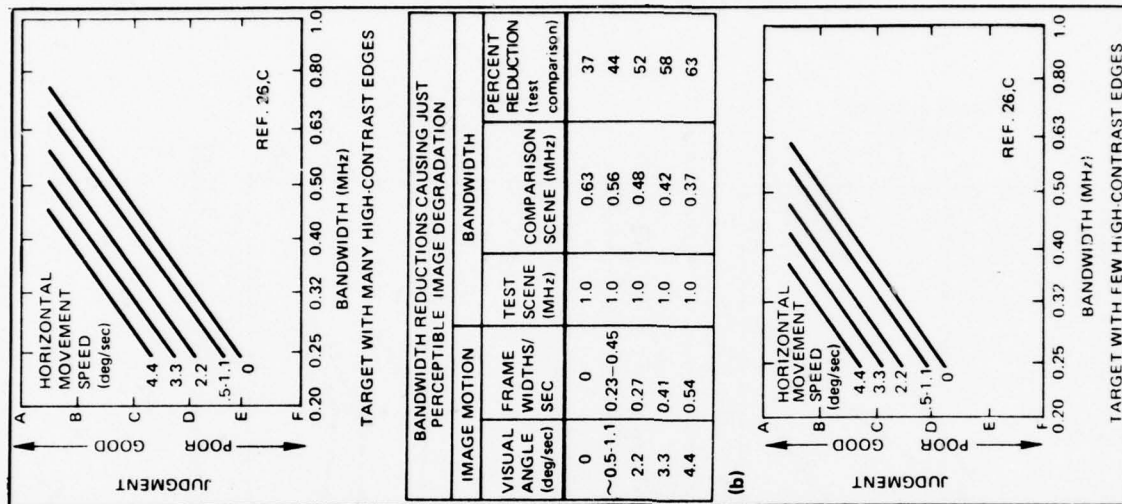 JUDGMENT
GOOD
POOR
A
B
C
D
E
F
HORIZONTAL
MOVEMENT
SPEED
(deg/sec)
4.4
3.3
2.2
.5-1.1
0
REF. 26,C
0.20 0.25 0.32 0.40 0.50 0.63 0.80 1.0
BANDWIDTH (MHz)
TARGET WITH MANY HIGH-CONTRAST EDGES
BANDWIDTH REDUCTIONS CAUSING JUST
PERCEPTIBLE IMAGE DEGRADATION
IMAGE MOTION BANDWIDTH
VISUAL ANGLE (deg/sec) FRAME WIDTHS/ SEC TEST SCENE (MHz) COMPARISON SCENE (MHz) PERCENT REDUCTION (test comparison)
0 0 1.0 0.63 37
~0.5-1.1 0.23-0.45 1.0 0.56 44
2.2 0.27 1.0 0.48 52
3.3 0.41 1.0 0.42 58
4.4 0.54 1.0 0.37 63
(b)
JUDGMENT
GOOD
POOR
A
B
C
D
E
F
HORIZONTAL
MOVEMENT
SPEED
(deg/sec)
4.4
3.3
2.2
.5-1.1
0
REF. 26,C
0.20 0.25 0.32 0.40 0.50 0.63 0.80 1.0
BANDWIDTH (MHz)
TARGET WITH FEW HIGH-CONTRAST EDGES